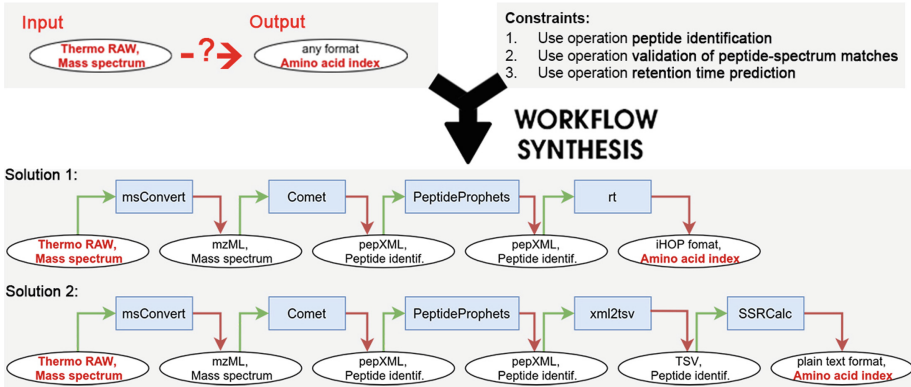 Input
Output
Thermo RAW,
Mass spectrum
-?
any format
Amino acid index
Constraints:
1. Use operation peptide identification
2. Use operation validation of peptide-spectrum matches
3. Use operation retention time prediction
WORKFLOW
SYNTHESIS
Solution 1:
msConvert
Comet
PeptideProphets
rt
Thermo RAW,
Mass spectrum
mzML,
Mass spectrum
pepXML,
Peptide identif.
pepXML,
Peptide identif.
iHOP fomat,
Amino acid index
Solution 2:
msConvert
Comet
PeptideProphets
xml2tsv
SSRCalc
Thermo RAW,
Mass spectrum
mzML,
Mass spectrum
pepXML,
Peptide identif.
pepXML,
Peptide identif.
TSV,
Peptide identif.
plain text format,
Amino acid index